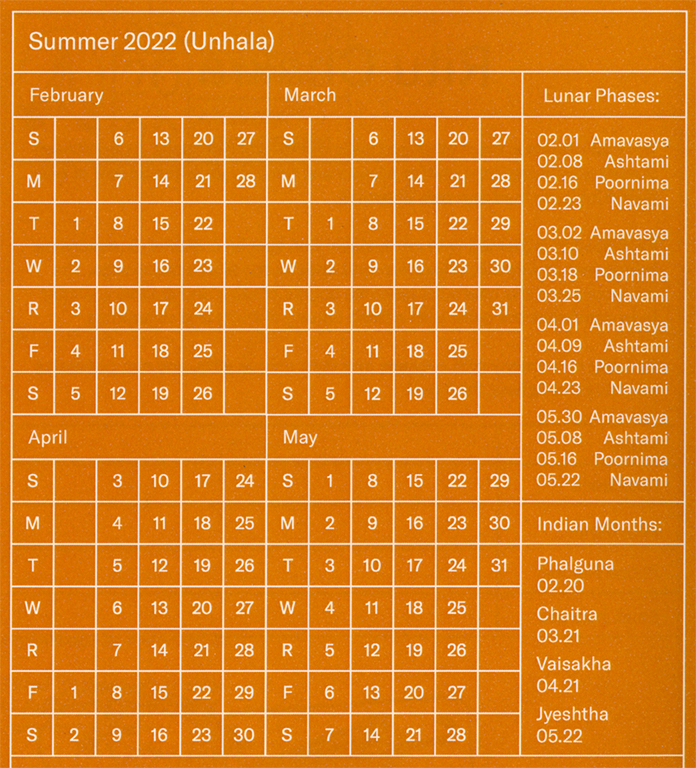 Summer 2022 (Unhala)
February
S 6 13 20 27
M 7 14 21 28
T 1 8 15 22
W 2 9 16 23
R 3 10 17 24
F 4 11 18 25
S 5 12 19 26
March
S 6 13 20 27
M 7 14 21 28
T 1 8 15 22 29
W 2 9 16 23 30
R 3 10 17 24 31
F 4 11 18 25
S 5 12 19 26
April
S 3 10 17 24
M 4 11 18 25
T 5 12 19 26
W 6 13 20 27
R 7 14 21 28
F 1 8 15 22 29
S 2 9 16 23 30
May
S 1 8 15 22 29
M 2 9 16 23 30
T 3 10 17 24 31
W 4 11 18 25
R 5 12 19 26
F 6 13 20 27
S 7 14 21 28
Lunar Phases:
02.01 Amavasya
02.08 Ashtami
02.16 Poornima
02.23 Navami
03.02 Amavasya
03.10 Ashtami
03.18 Poornima
03.25 Navami
04.01 Amavasya
04.09 Ashtami
04.16 Poornima
04.23 Navami
05.30 Amavasya
05.08 Ashtami
05.16 Poornima
05.22 Navami
Indian Months:
Phalguna
02.20
Chaitra
03.21
Vaisakha
04.21
Jyeshtha
05.22